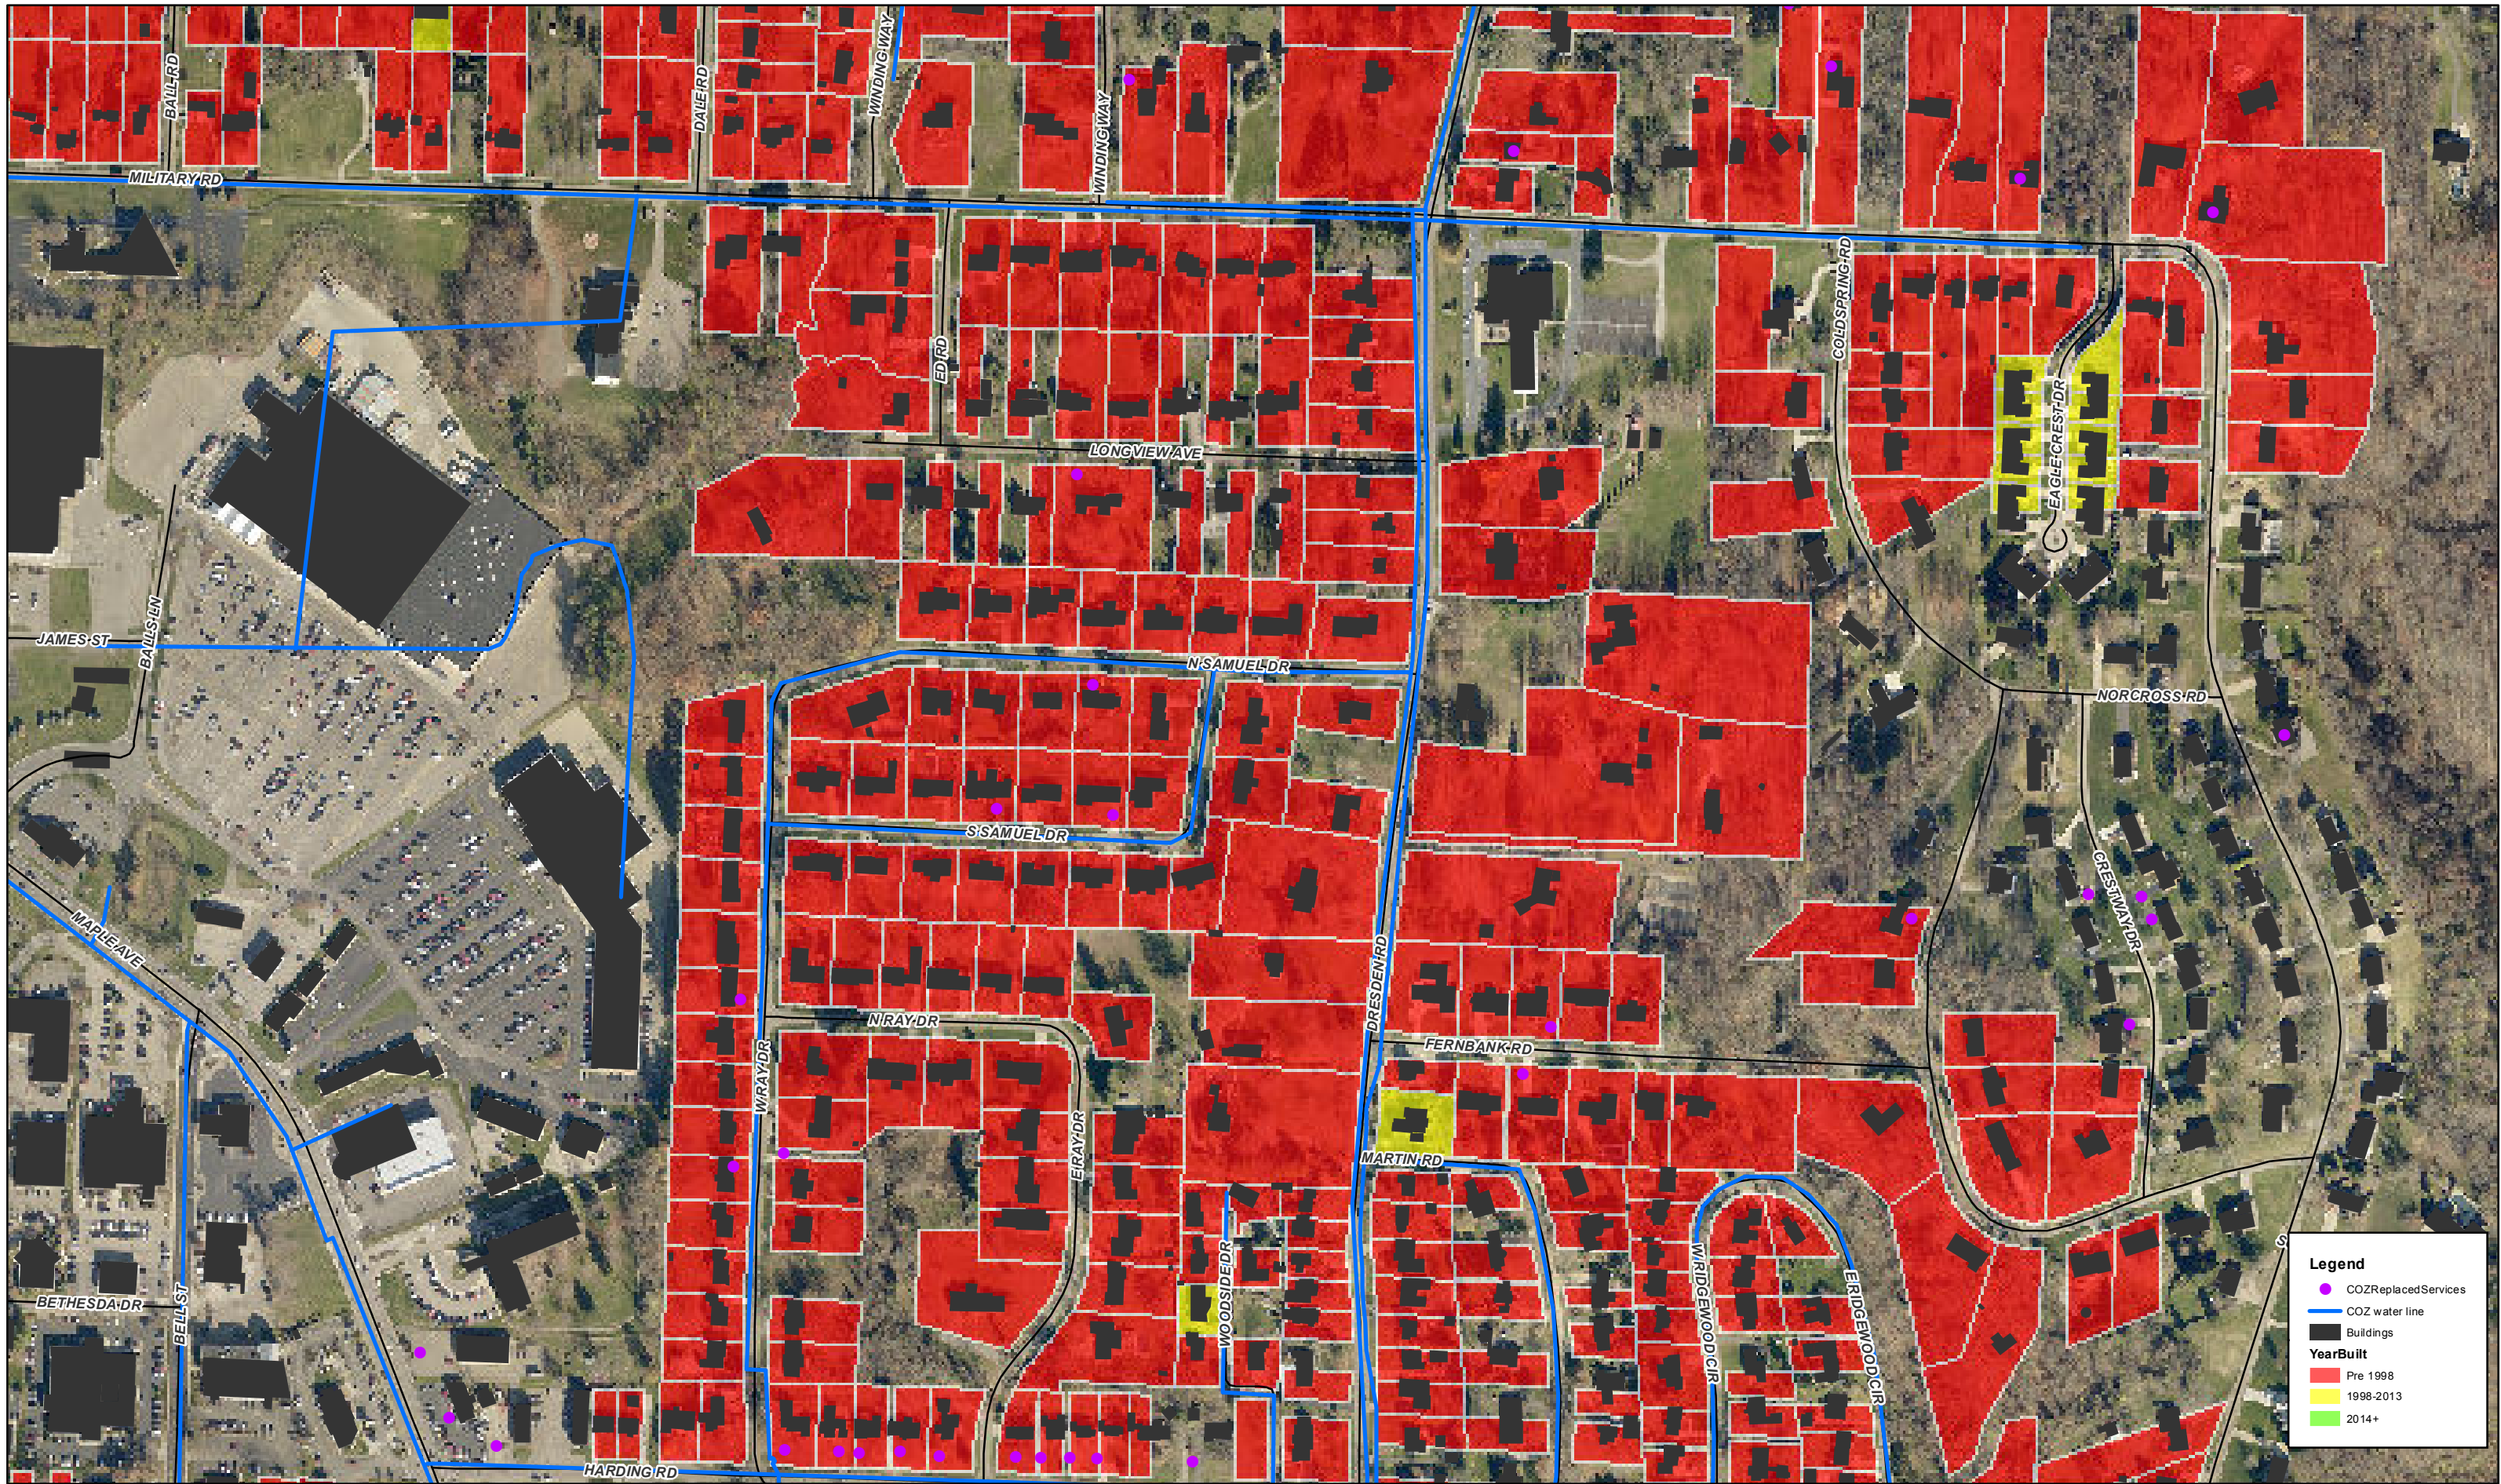 BALL RD
DALE RD
WINDING WAY
WINDING WAY
MILITARY RD
COLDSPRING RD
ED RD
EAGLE CREST DR
LONGVIEW AVE
JAMES ST
BALLS LN
N SAMUEL DR
NORCROSS RD
S SAMUEL DR
CRESTWAY DR
MAPLE AVE
DRESDEN RD
N RAY DR
FERNBANK RD
W RAY DR
E RAY DR
MARTIN RD
WOODSIDE DR
W RIDGEWOOD CIR
E RIDGEWOOD CIR
BETHESDA DR
BELL ST
HARDING RD
S
Legend
COZReplacedServices
COZ water line
Buildings
YearBuilt
Pre 1998
1998-2013
2014+